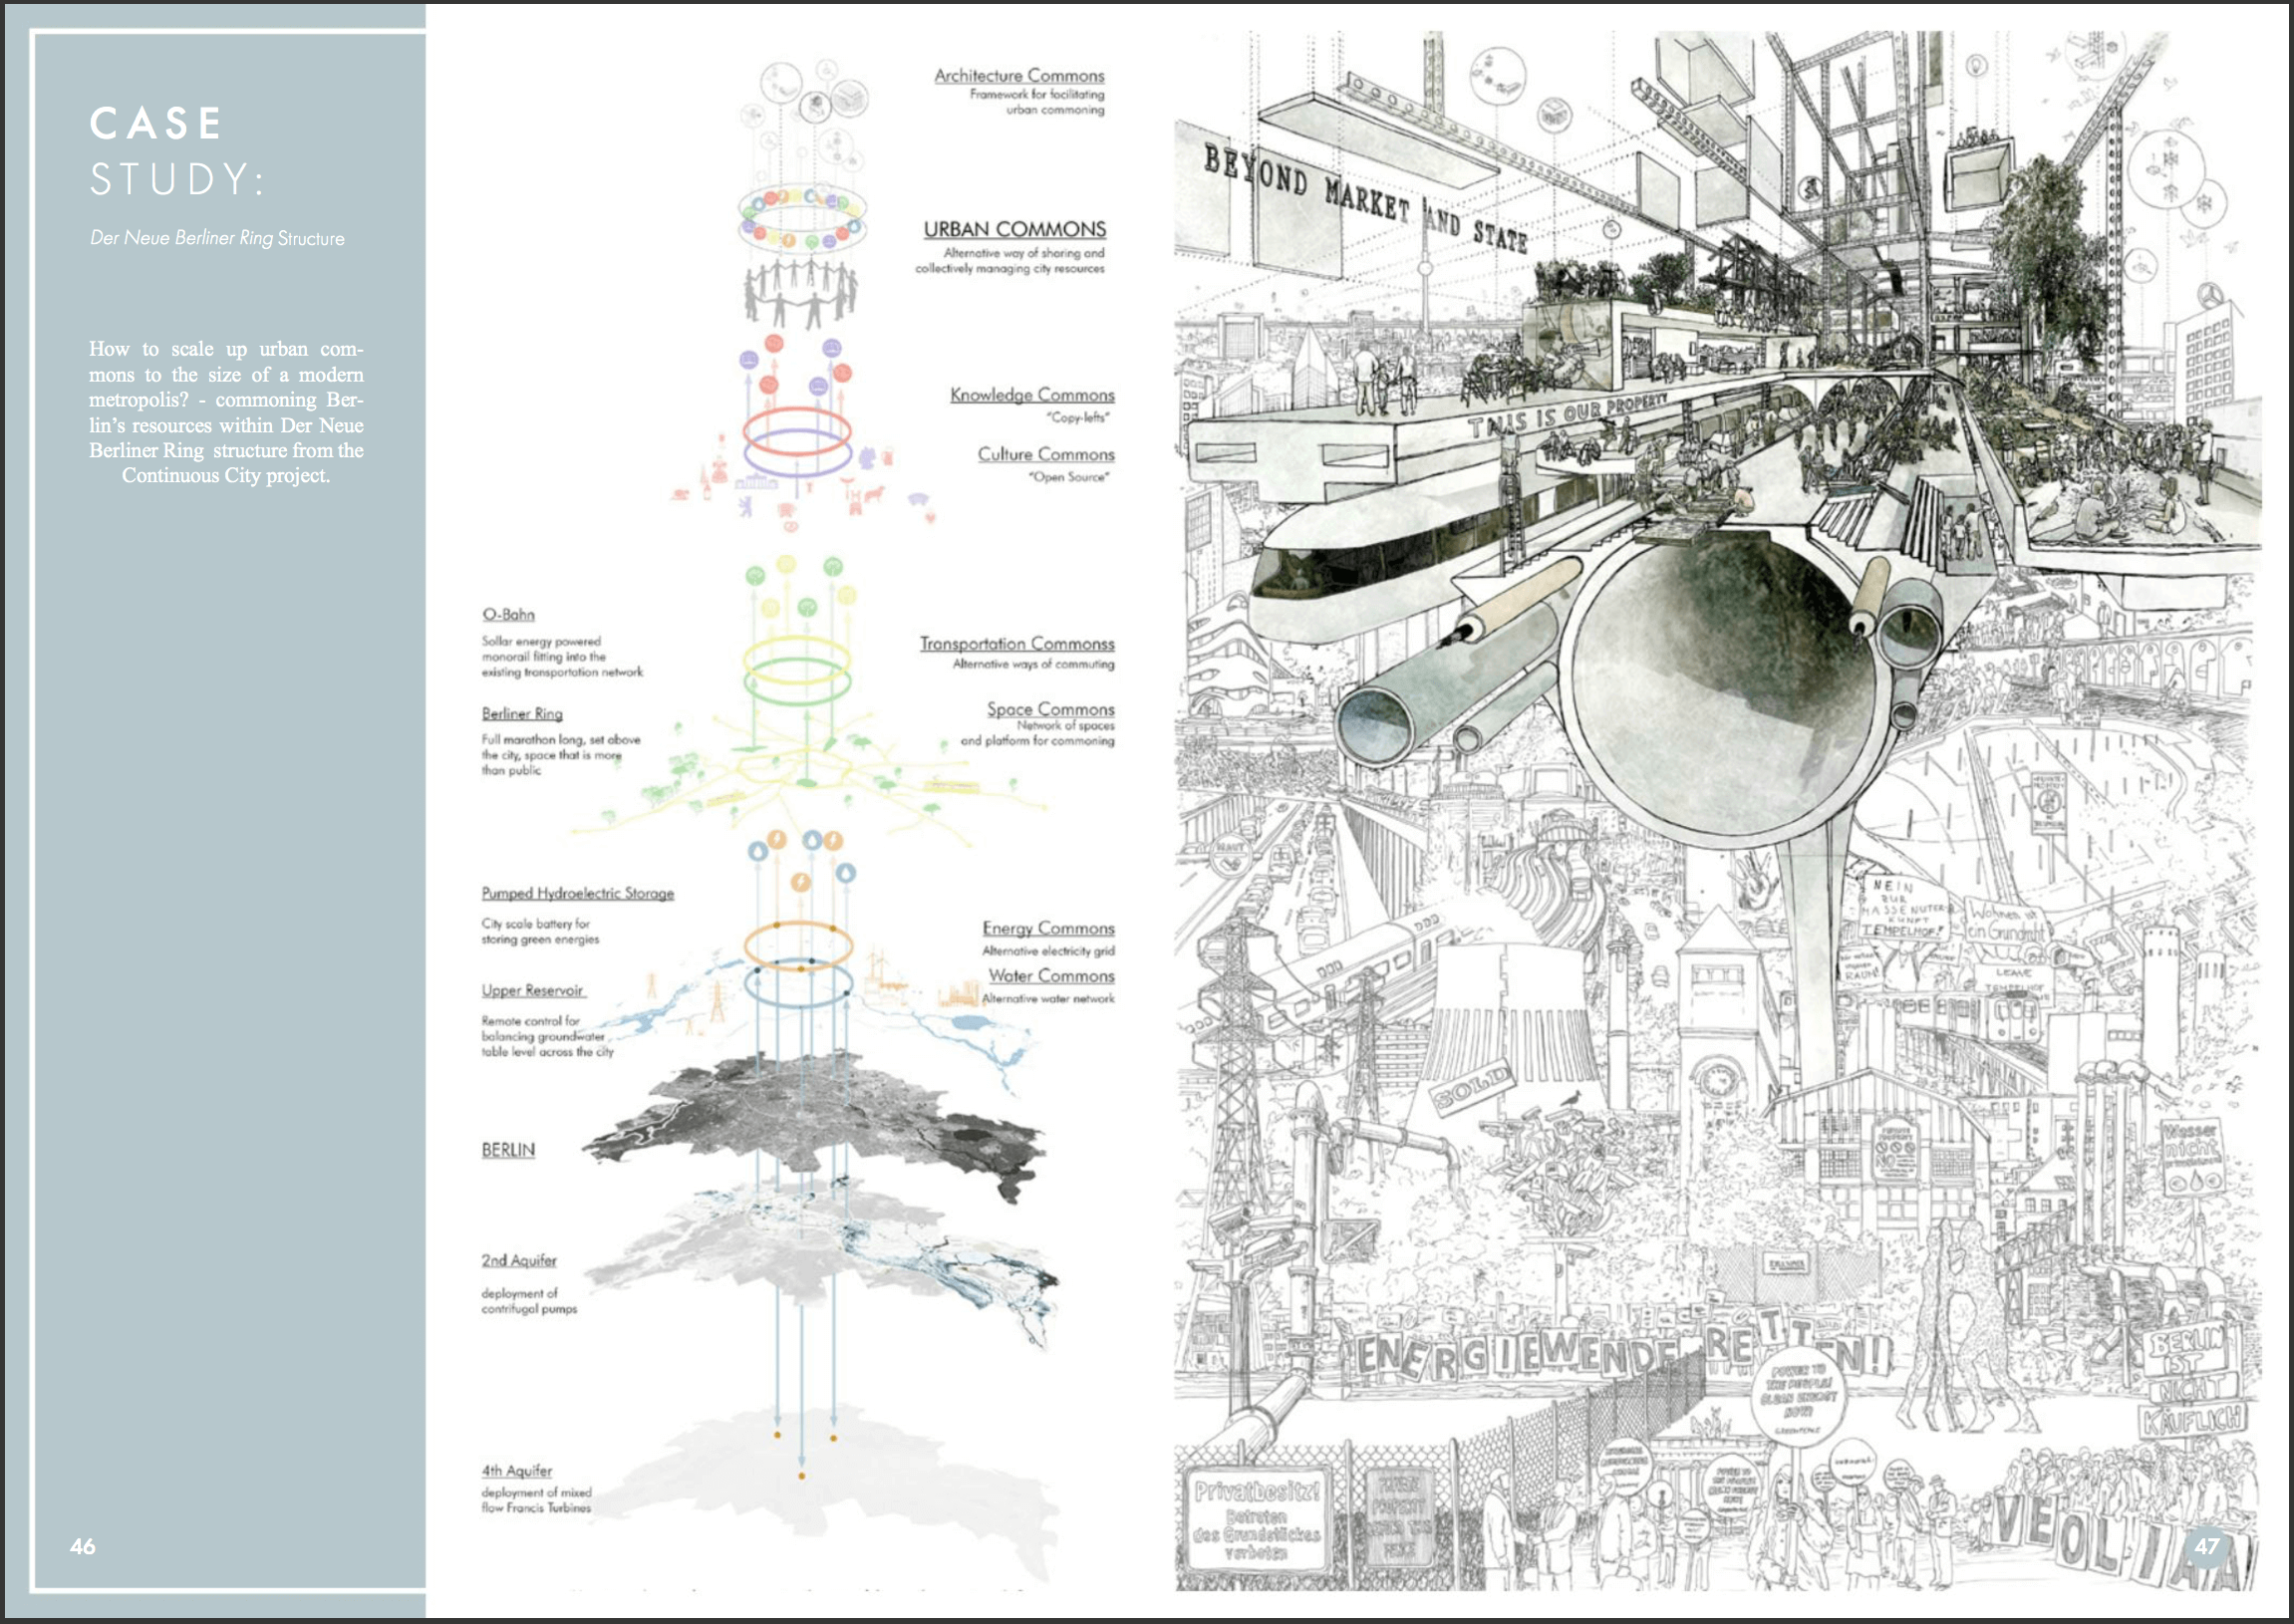 CASE
STUDY:
Der Neue Berliner Ring Structure
How to scale up urban com-
mons to the size of a modern
metropolis? - commoning Ber-
lin's resources within Der Neue
Berliner Ring structure from the
Continuous City project.
46
Architecture Commons
Framework for facilitating
urban commoning
URBAN COMMONS
Alternative way of sharing and
collectively managing city resources
Knowledge Commons
"Copy-lefts"
Culture Commons
"Open Source"
O-Bahn
Sollar energy powered
monorail fitting into the
existing transportation network
Transportation Commonss
Alternative ways of commuting
Berliner Ring
Full marathon long, set above
the city, space that is more
than public
Space Commons
Network of spaces
and platform for commoning
Pumped Hydroelectric Storage
City scale battery for
storing green energies
Energy Commons
Alternative electricity grid
Water Commons
Alternative water network
Upper Reservoir
Remote control for
balancing groundwater
table level across the city
BERLIN
2nd Aquifer
deployment of
contrifugal pumps
4th Aquifer
deployment of mixed
flow Francis Turbines
BEYOND MARKET AND STATE
THIS IS OUR PROPERTY
NEIN
ZUR
TEMPELHOF!
Wohnen ist
ein Grundrecht
SOLD
Wasser
nicht
ENERGIEWENDE RETTEN!
POWER TO
THE PEOPLE!
CLEAN ENERGY
NOW!
GREENPEACE
BERLIN
IST
NICHT
KÄUFLICH
Privatbesitz!
Betreten
des Grundstückes
verboten
VEOLIA
47